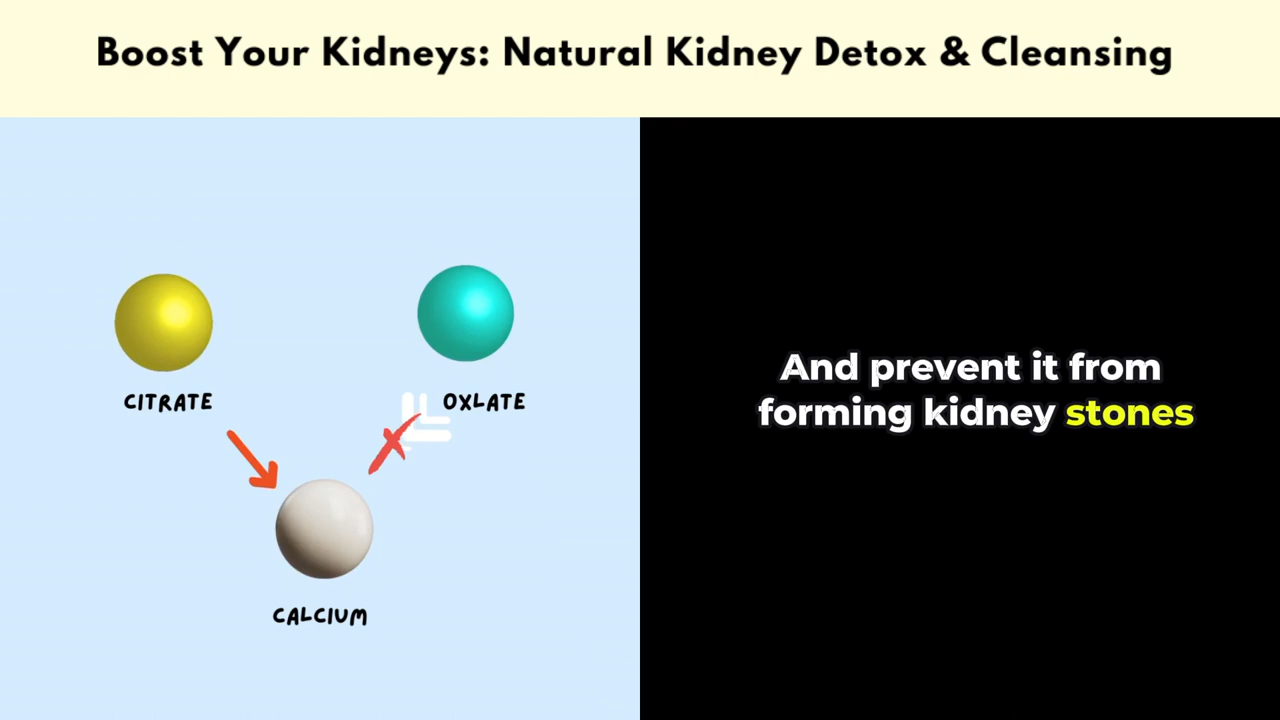 Boost Your Kidneys: Natural Kidney Detox & Cleansing
CITRATE
OXLATE
CALCIUM
And prevent it from
forming kidney stones